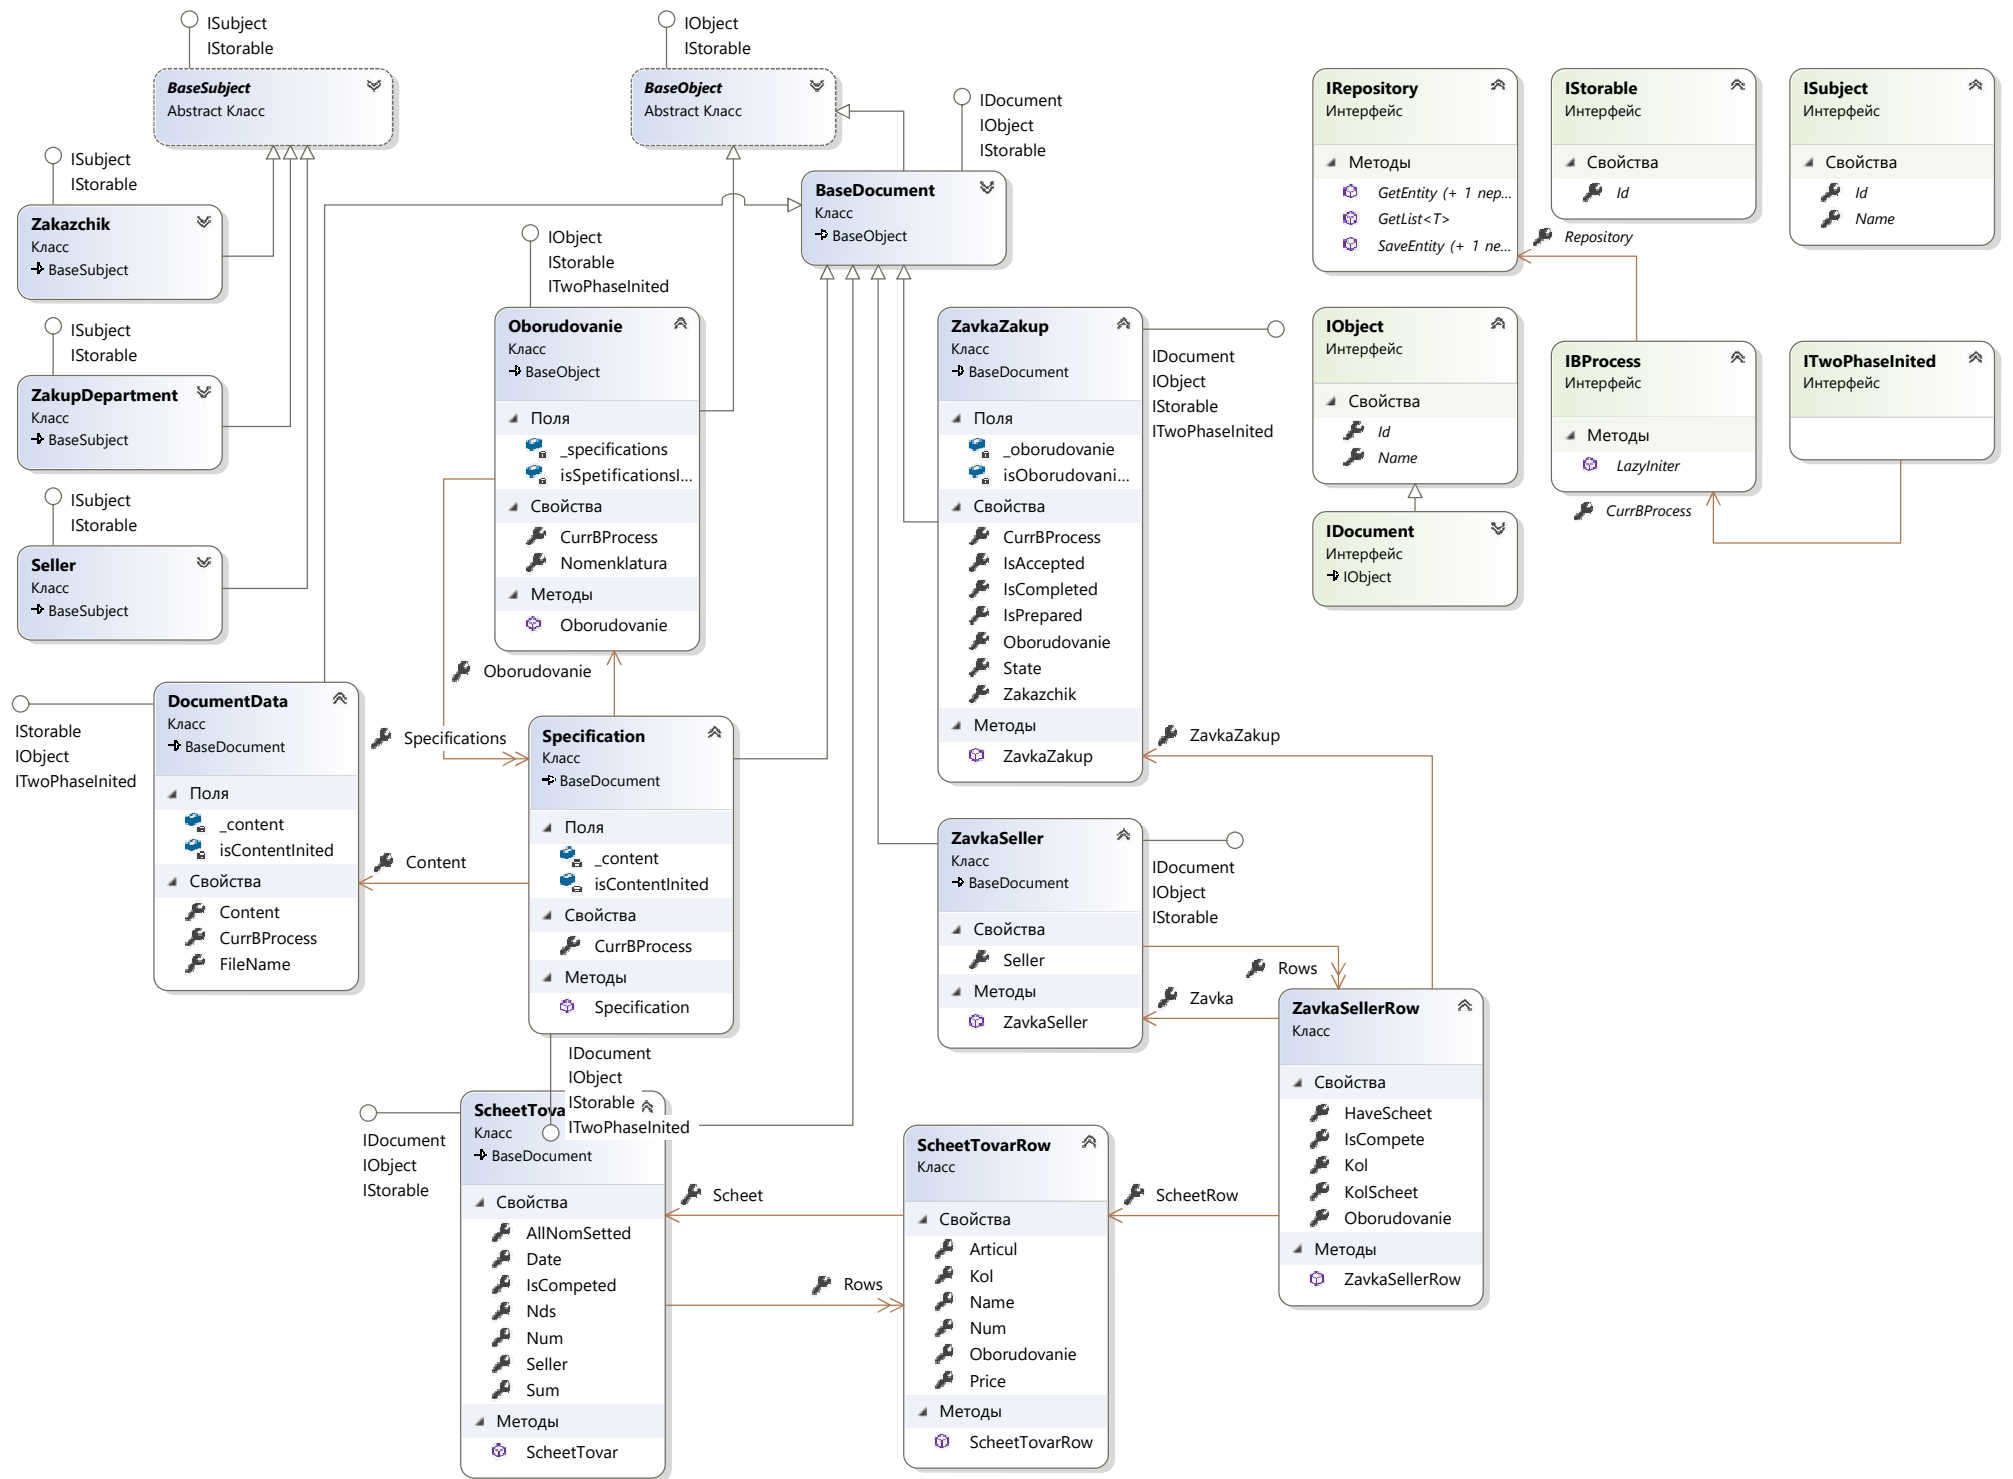 ISubject
IStorable
BaseSubject
Abstract Класс
ISubject
IStorable
Zakazchik
Класс
BaseSubject
ISubject
IStorable
ZakupDepartment
Класс
BaseSubject
ISubject
IStorable
Seller
Класс
BaseSubject
IObject
IStorable
BaseObject
Abstract Класс
IDocument
IObject
IStorable
BaseDocument
Класс
BaseObject
IObject
IStorable
ITwoPhaseInited
Oborudovanie
Класс
BaseObject
Поля
_specifications
isSpetificationsI...
Свойства
CurrBProcess
Nomenklatura
Методы
Oborudovanie
Oborudovanie
Specifications
IStorable
IObject
ITwoPhaseInited
DocumentData
Класс
BaseDocument
Поля
_content
isContentInited
Свойства
Content
CurrBProcess
FileName
Content
Specification
Класс
BaseDocument
Поля
_content
isContentInited
Свойства
CurrBProcess
Методы
Specification
IDocument
IObject
IStorable
ITwoPhaseInited
ZavkaZakup
Класс
BaseDocument
Поля
_oborudovanie
isOborudovani...
Свойства
CurrBProcess
IsAccepted
IsCompleted
IsPrepared
Oborudovanie
State
Zakazchik
Методы
ZavkaZakup
IDocument
IObject
IStorable
ITwoPhaseInited
ZavkaZakup
ZavkaSeller
Класс
BaseDocument
Свойства
Seller
Методы
ZavkaSeller
IDocument
IObject
IStorable
Rows
Zavka
ZavkaSellerRow
Класс
Свойства
HaveScheet
IsCompete
Kol
KolScheet
Oborudovanie
Методы
ZavkaSellerRow
IDocument
IObject
IStorable
ScheetTova
Класс
BaseDocument
Свойства
AllNomSetted
Date
IsCompeted
Nds
Num
Seller
Sum
Методы
ScheetTovar
Scheet
Rows
ScheetTovarRow
Класс
Свойства
Articul
Kol
Name
Num
Oborudovanie
Price
Методы
ScheetTovarRow
ScheetRow
IRepository
Интерфейс
Методы
GetEntity (+ 1 пер...
GetList<T>
SaveEntity (+ 1 пе...
IStorable
Интерфейс
Свойства
Id
ISubject
Интерфейс
Свойства
Id
Name
Repository
IObject
Интерфейс
Свойства
Id
Name
IBProcess
Интерфейс
Методы
LazyIniter
ITwoPhaseInited
Интерфейс
CurrBProcess
IDocument
Интерфейс
IObject